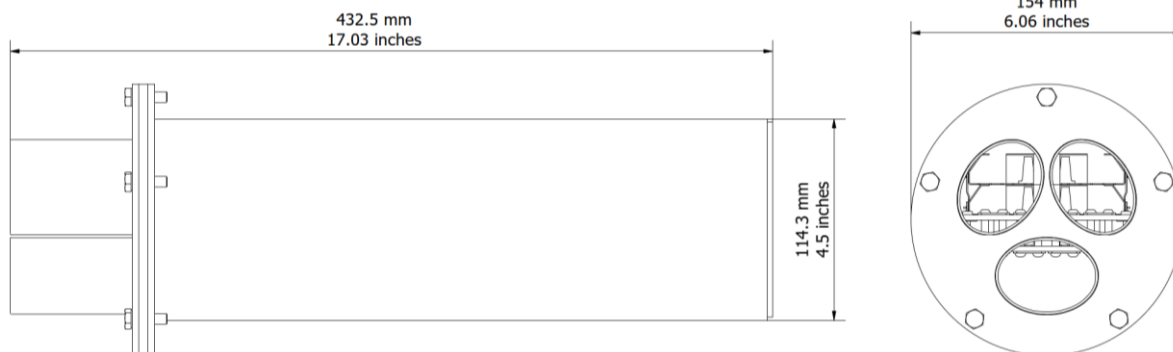 432.5 mm
17.03 inches
154 mm
6.06 inches
114.3 mm
4.5 inches